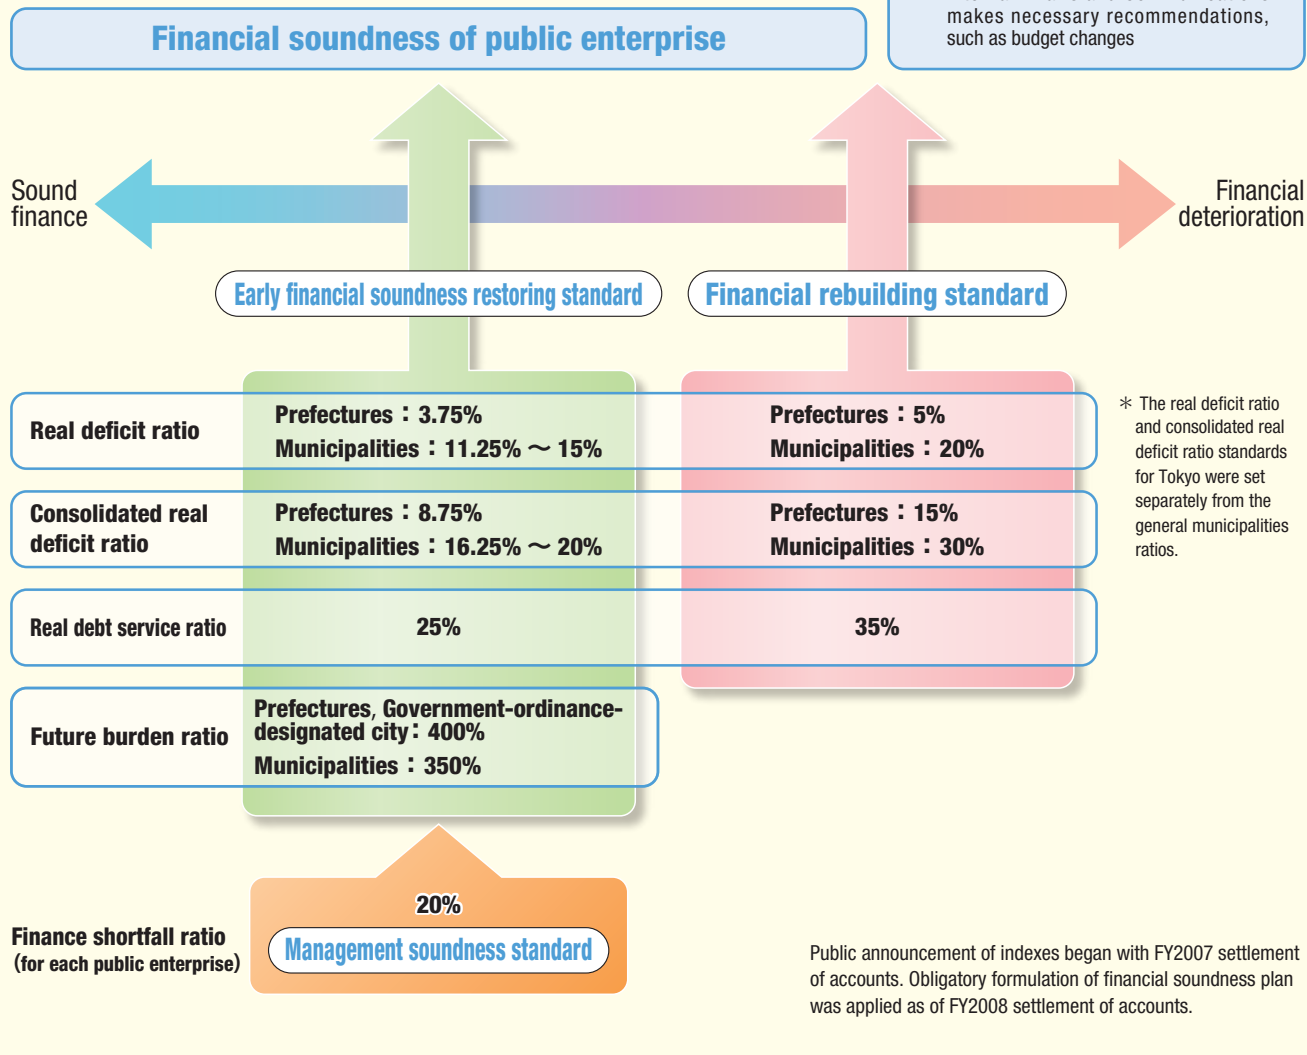 makes necessary recommendations,
such as budget changes
Financial soundness of public enterprise
Sound
finance
Financial
deterioration
Early financial soundness restoring standard
Financial rebuilding standard
Real deficit ratio
Prefectures：3.75%
Municipalities：11.25% ～ 15%
Prefectures：5%
Municipalities：20%
Consolidated real
deficit ratio
Prefectures：8.75%
Municipalities：16.25% ～ 20%
Prefectures：15%
Municipalities：30%
＊ The real deficit ratio
and consolidated real
deficit ratio standards
for Tokyo were set
separately from the
general municipalities
ratios.
Real debt service ratio
25%
35%
Future burden ratio
Prefectures, Government-ordinance-
designated city：400%
Municipalities：350%
Finance shortfall ratio
(for each public enterprise)
20%
Management soundness standard
Public announcement of indexes began with FY2007 settlement
of accounts. Obligatory formulation of financial soundness plan
was applied as of FY2008 settlement of accounts.